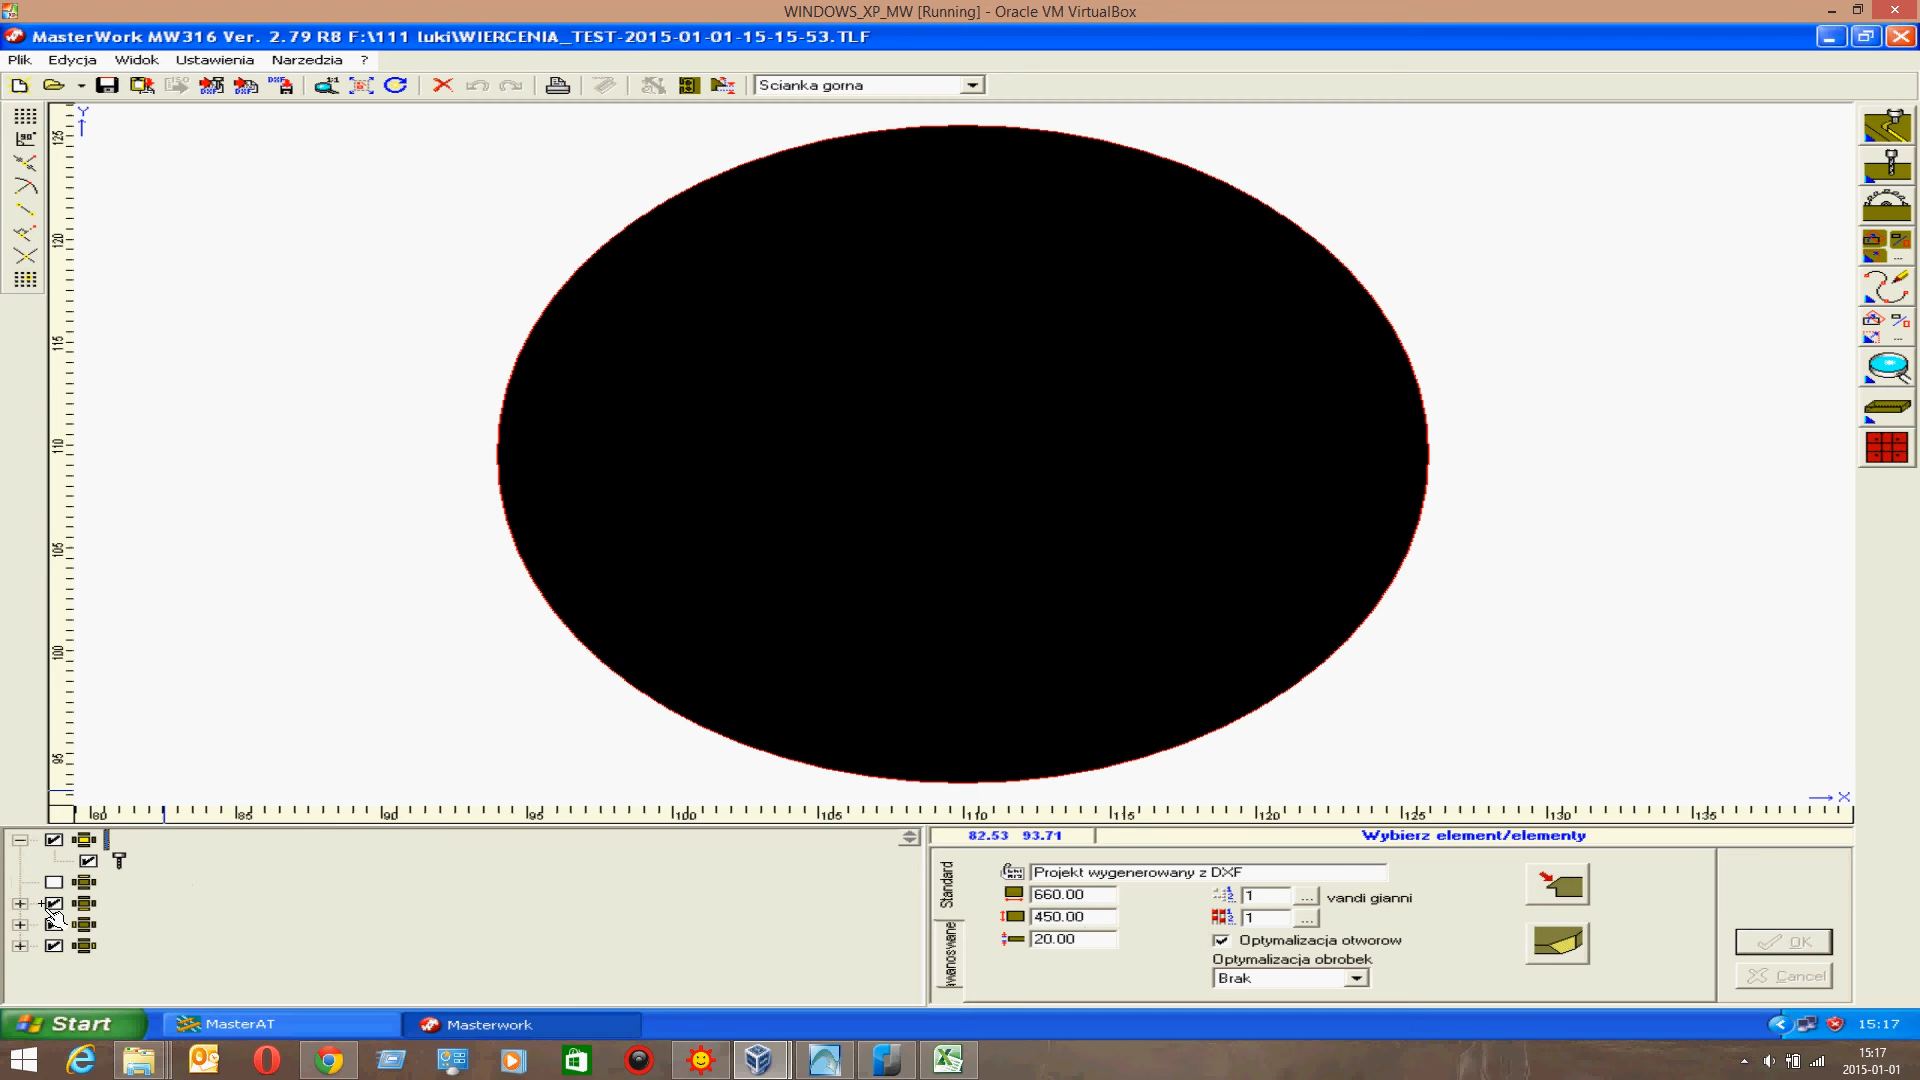 WINDOWS_XP_MW [Running] - Oracle VM VirtualBox
MasterWork MW316 Ver. 2.79 R8 F:\111 luki\WIERCENIA_TEST-2015-01-01-15-15-53.TLF
Plik Edycja Widok Ustawienia Narzedzia ?
Scianka gorna
Y
125
120
115
110
105
100
95
X
80 85 90 95 100 105 110 115 120 125 130 135
82.53 93.71 Wybierz element/elementy
Standard
Projekt wygenerowany z DXF
660.00 1 ... vandi gianni
450.00 1 ...
20.00 Optymalizacja otworow
Optymalizacja obrobek
Brak
OK
Cancel
Start MasterAT Masterwork 15:17
15:17
2015-01-01